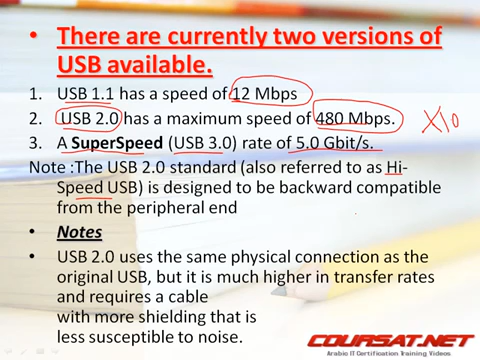 • There are currently two versions of
USB available.
1. USB 1.1 has a speed of 12 Mbps
2. USB 2.0 has a maximum speed of 480 Mbps.
X10
3. A SuperSpeed (USB 3.0) rate of 5.0 Gbit/s.
Note :The USB 2.0 standard (also referred to as Hi-
Speed USB) is designed to be backward compatible
from the peripheral end
• Notes
• USB 2.0 uses the same physical connection as the
original USB, but it is much higher in transfer rates
and requires a cable
with more shielding that is
less susceptible to noise.
COURSAT.NET
Arabic IT Certification Training Videos